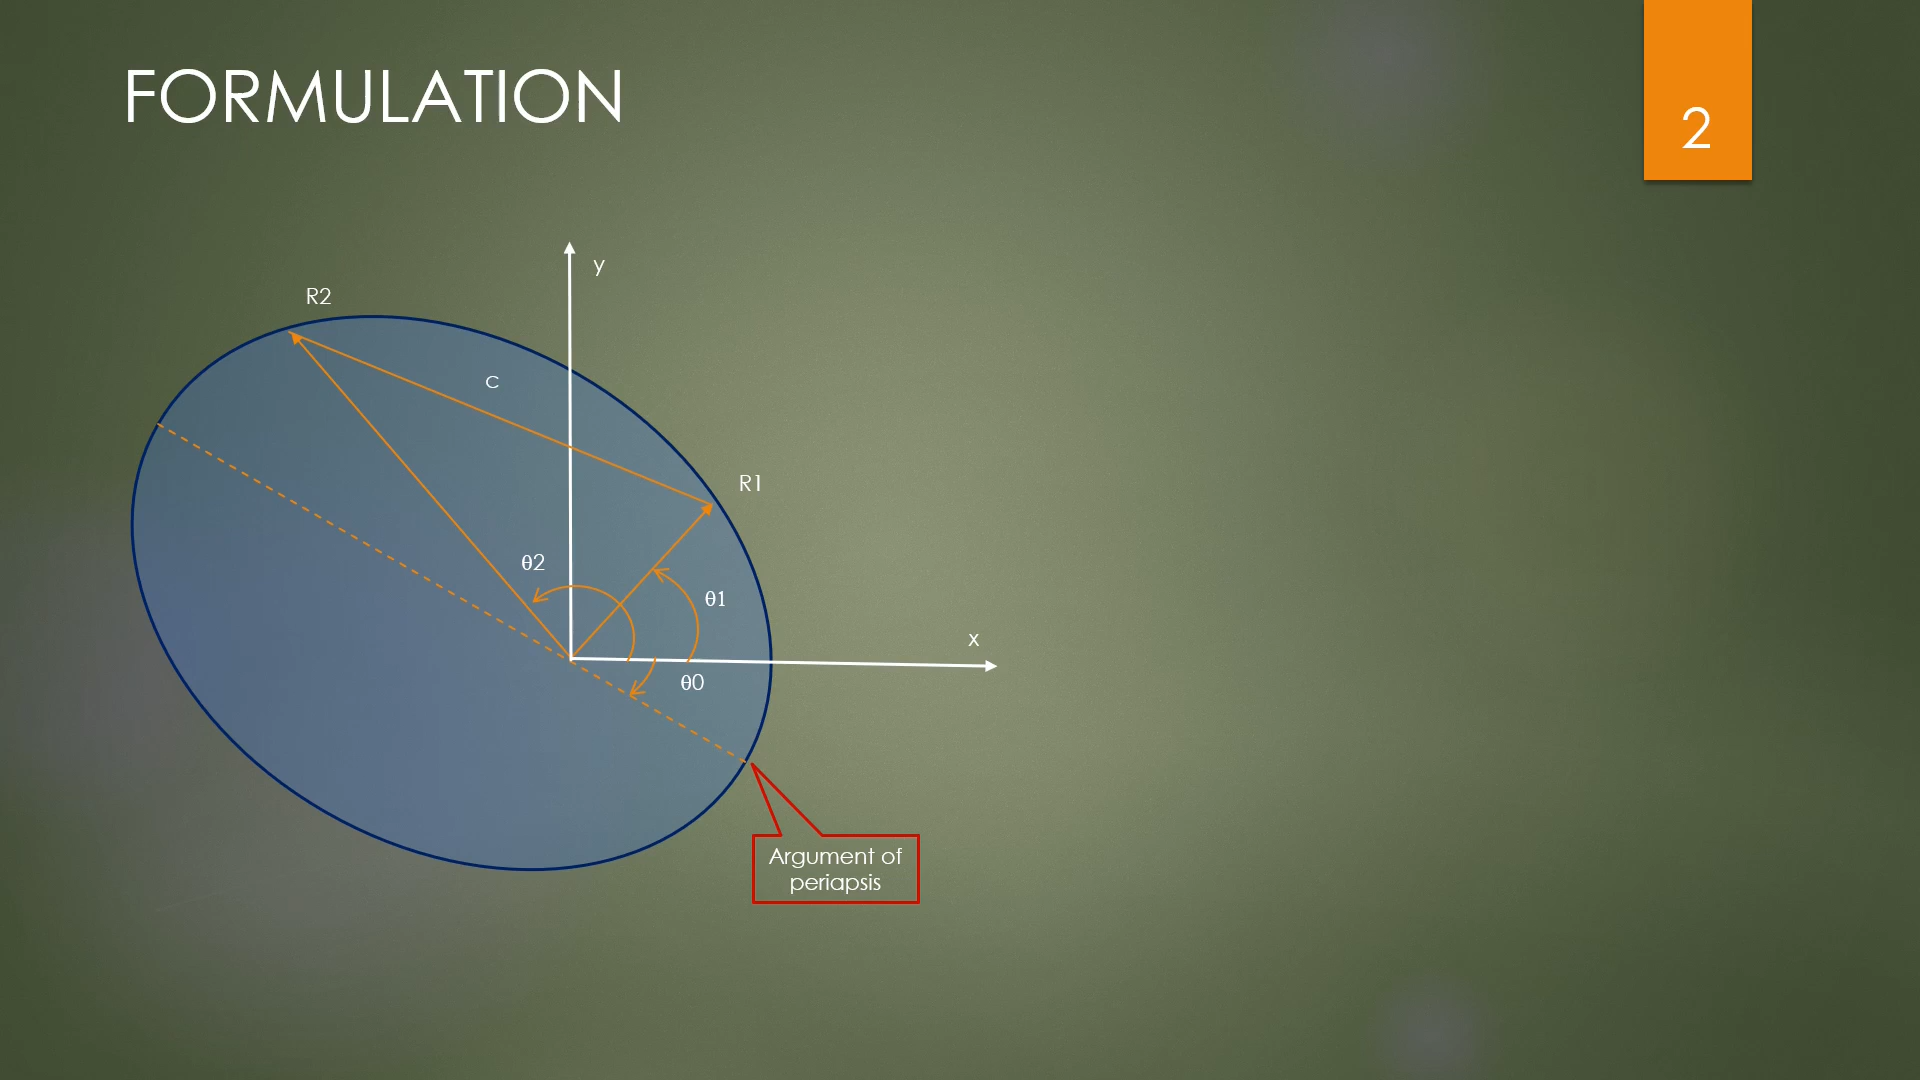 FORMULATION
2
y
R2
C
R1
θ2
θ1
x
θ0
Argument of
periapsis